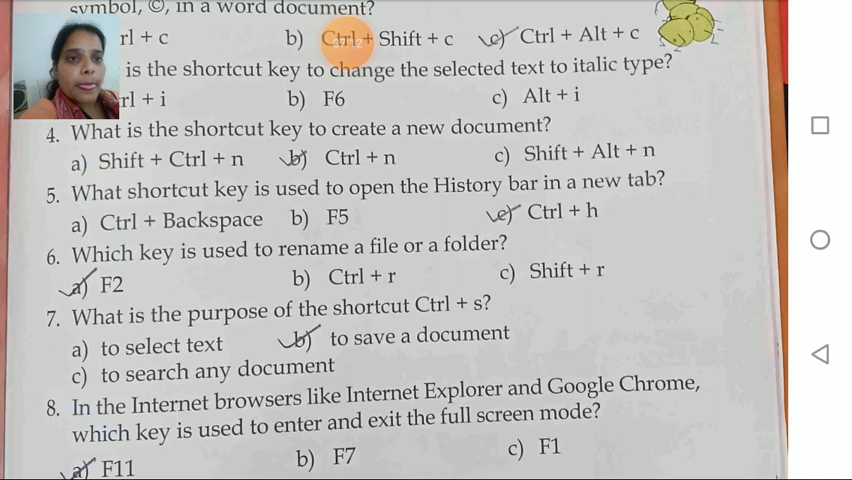 symbol, ©, in a word document?
rl + c b) Ctrl + Shift + c c) Ctrl + Alt + c
is the shortcut key to change the selected text to italic type?
rl + i b) F6 c) Alt + i
4. What is the shortcut key to create a new document?
a) Shift + Ctrl + n b) Ctrl + n c) Shift + Alt + n
5. What shortcut key is used to open the History bar in a new tab?
a) Ctrl + Backspace b) F5 c) Ctrl + h
6. Which key is used to rename a file or a folder?
a) F2 b) Ctrl + r c) Shift + r
7. What is the purpose of the shortcut Ctrl + s?
a) to select text b) to save a document
c) to search any document
8. In the Internet browsers like Internet Explorer and Google Chrome,
which key is used to enter and exit the full screen mode?
a) F11 b) F7 c) F1